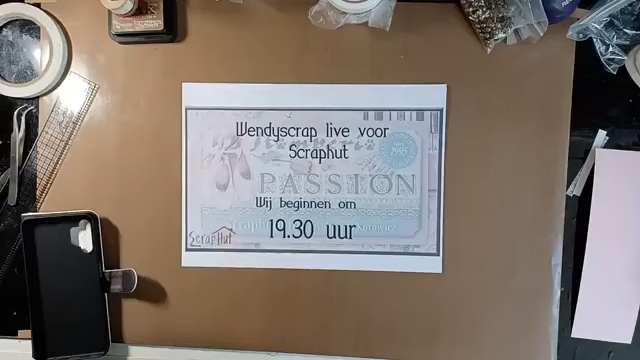 Wendyscrap live voor
Scraphut
PASSION
Wij beginnen om
19.30 uur
ScrapHut